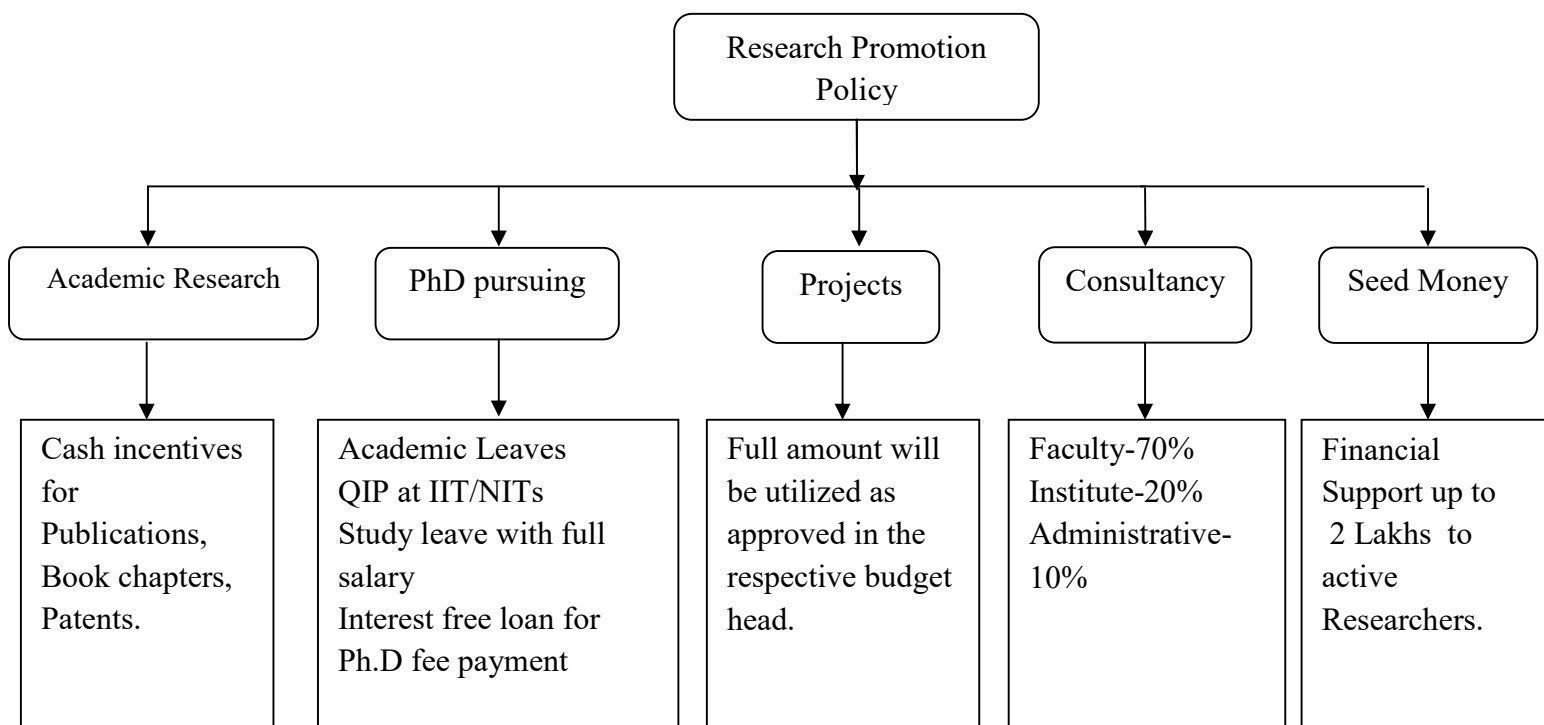 Research Promotion
Policy
Academic Research
PhD pursuing
Projects
Consultancy
Seed Money
Cash incentives
for
Publications,
Book chapters,
Patents.
Academic Leaves
QIP at IIT/NITs
Study leave with full
salary
Interest free loan for
Ph.D fee payment
Full amount will
be utilized as
approved in the
respective budget
head.
Faculty-70%
Institute-20%
Administrative-
10%
Financial
Support up to
2 Lakhs to
active
Researchers.